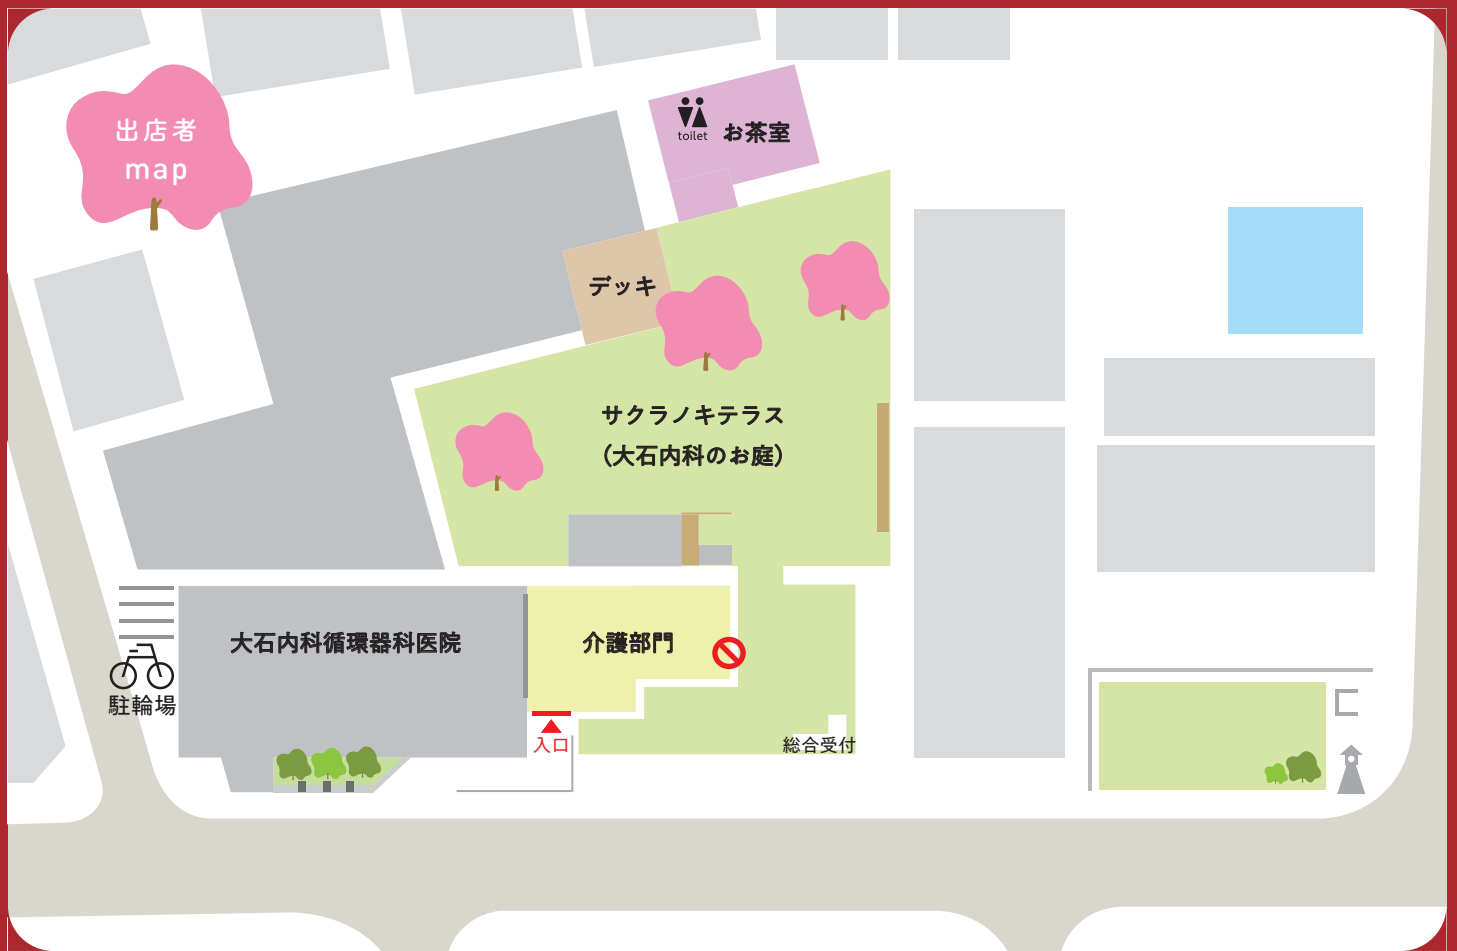 出店者
map
toilet
お茶室
デッキ
サクラノキテラス
（大石内科のお庭）
大石内科循環器科医院
介護部門
駐輪場
入口
総合受付